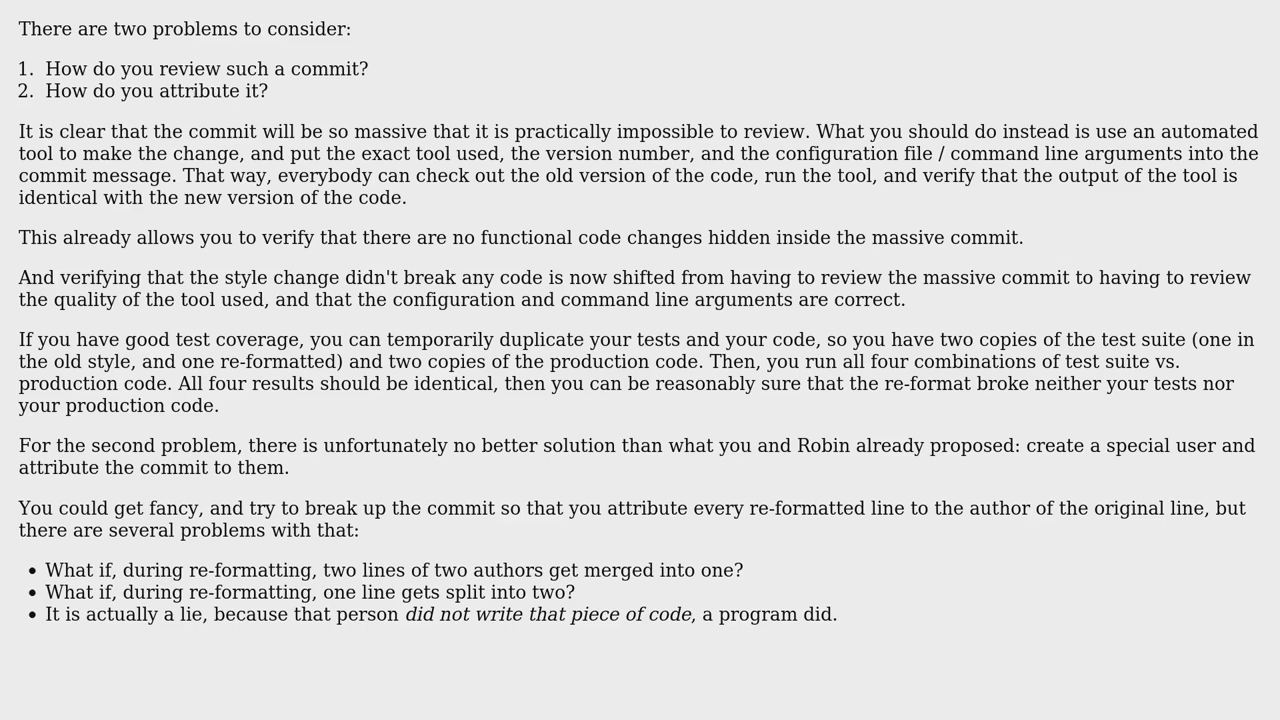 There are two problems to consider:
1. How do you review such a commit?
2. How do you attribute it?
It is clear that the commit will be so massive that it is practically impossible to review. What you should do instead is use an automated
tool to make the change, and put the exact tool used, the version number, and the configuration file / command line arguments into the
commit message. That way, everybody can check out the old version of the code, run the tool, and verify that the output of the tool is
identical with the new version of the code.
This already allows you to verify that there are no functional code changes hidden inside the massive commit.
And verifying that the style change didn't break any code is now shifted from having to review the massive commit to having to review
the quality of the tool used, and that the configuration and command line arguments are correct.
If you have good test coverage, you can temporarily duplicate your tests and your code, so you have two copies of the test suite (one in
the old style, and one re-formatted) and two copies of the production code. Then, you run all four combinations of test suite vs.
production code. All four results should be identical, then you can be reasonably sure that the re-format broke neither your tests nor
your production code.
For the second problem, there is unfortunately no better solution than what you and Robin already proposed: create a special user and
attribute the commit to them.
You could get fancy, and try to break up the commit so that you attribute every re-formatted line to the author of the original line, but
there are several problems with that:
• What if, during re-formatting, two lines of two authors get merged into one?
• What if, during re-formatting, one line gets split into two?
• It is actually a lie, because that person did not write that piece of code, a program did.